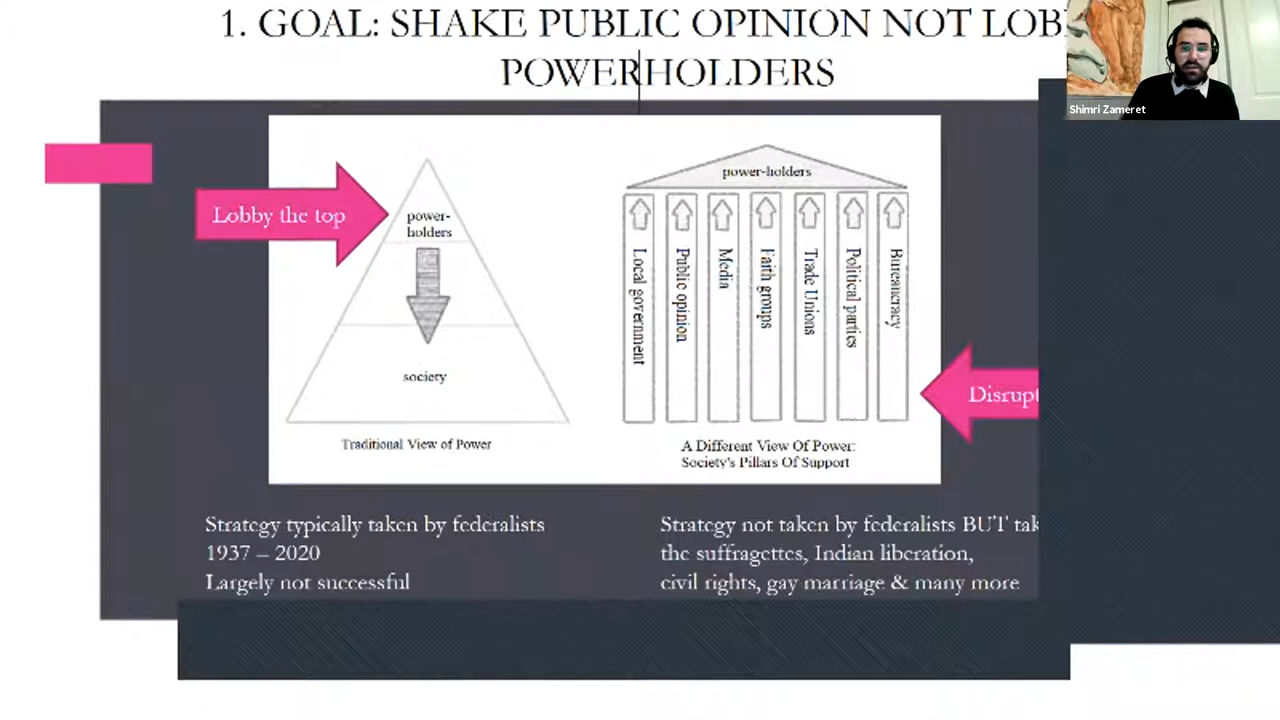 1. GOAL: SHAKE PUBLIC OPINION NOT LOB
POWERHOLDERS
Shimri Zameret
Lobby the top
power-
holders
society
Traditional View of Power
power-holders
Local government
Public opinion
Media
Faith groups
Trade Unions
Political parties
Bureaucracy
A Different View Of Power:
Society's Pillars Of Support
Disrupt
Strategy typically taken by federalists
1937 – 2020
Largely not successful
Strategy not taken by federalists BUT tak
the suffragettes, Indian liberation,
civil rights, gay marriage & many more